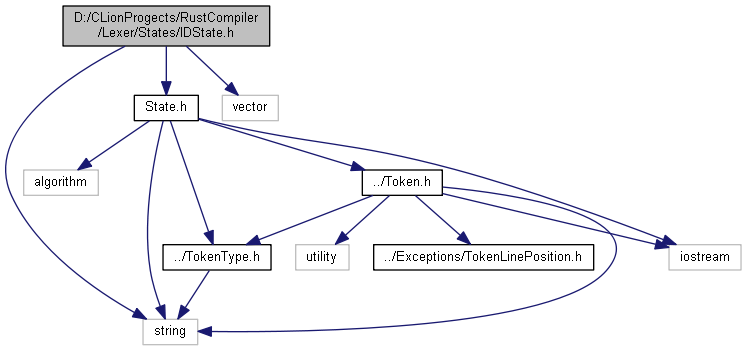 D:/CLionProgects/RustCompiler
/Lexer/States/IDState.h
State.h
vector
algorithm
../Token.h
../TokenType.h
utility
../Exceptions/TokenLinePosition.h
iostream
string